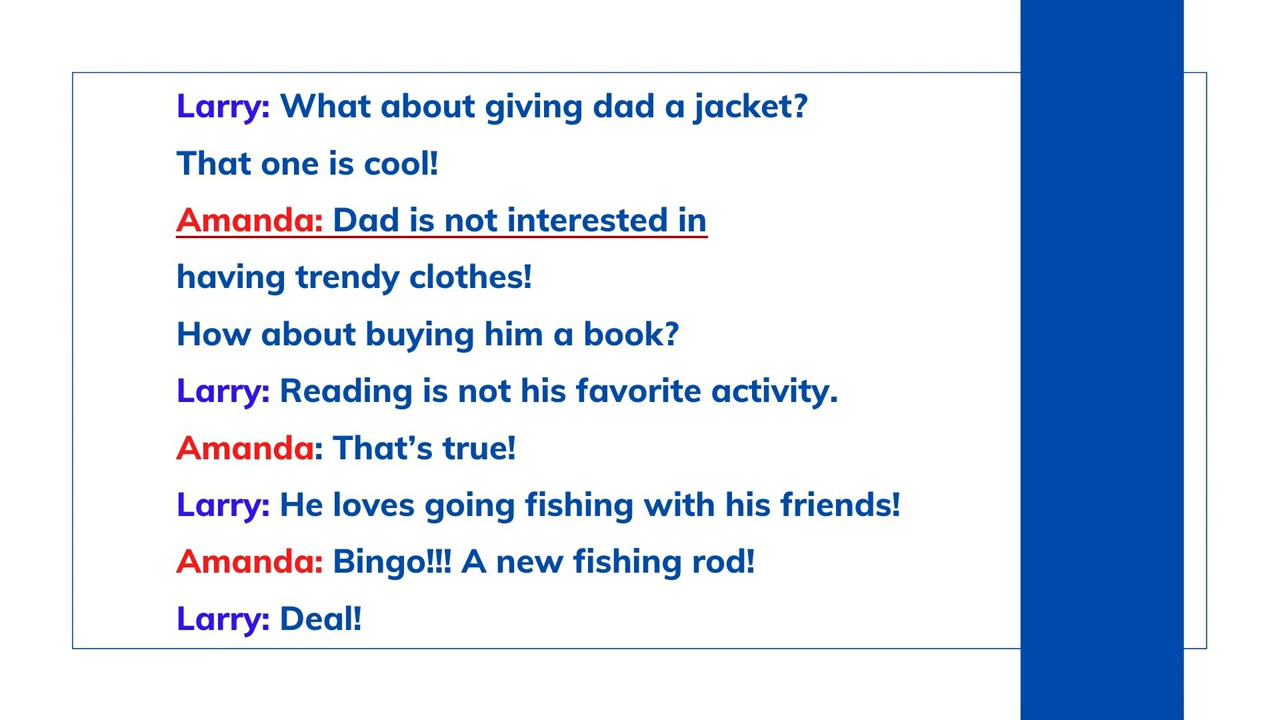 Larry: What about giving dad a jacket?
That one is cool!
Amanda: Dad is not interested in
having trendy clothes!
How about buying him a book?
Larry: Reading is not his favorite activity.
Amanda: That’s true!
Larry: He loves going fishing with his friends!
Amanda: Bingo!!! A new fishing rod!
Larry: Deal!